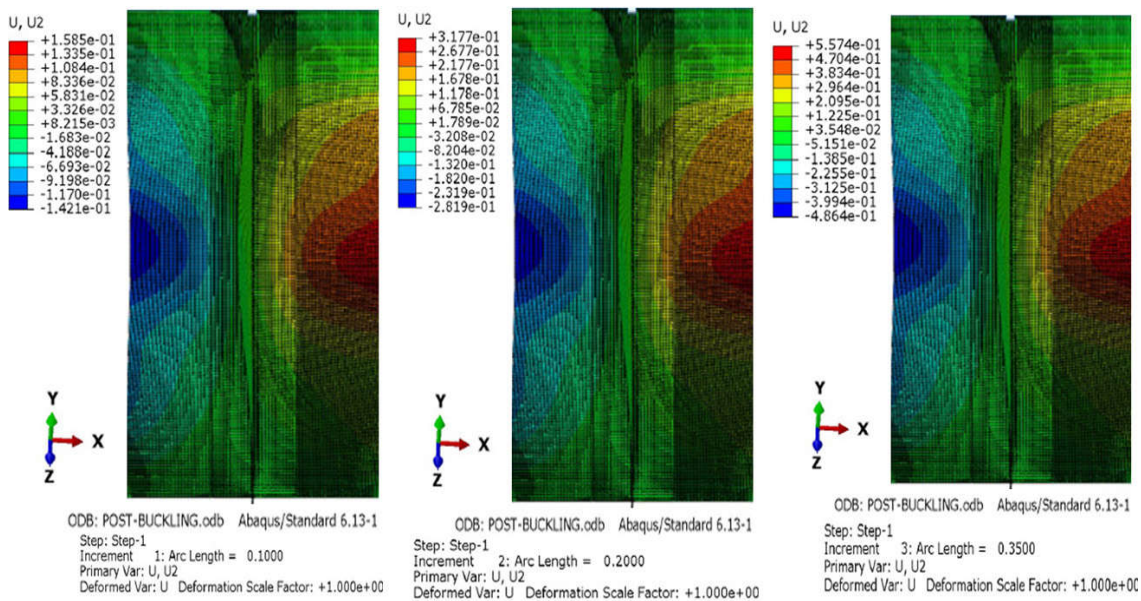 U, U2
+1.585e-01
+1.335e-01
+1.084e-01
+8.336e-02
+5.831e-02
+3.326e-02
+8.215e-03
-1.683e-02
-4.188e-02
-6.693e-02
-9.198e-02
-1.170e-01
-1.421e-01
Y
X
Z
ODB: POST-BUCKLING.odb Abaqus/Standard 6.13-1
Step: Step-1
Increment 1: Arc Length = 0.1000
Primary Var: U, U2
Deformed Var: U Deformation Scale Factor: +1.000e+00
U, U2
+3.177e-01
+2.677e-01
+2.177e-01
+1.678e-01
+1.178e-01
+6.785e-02
+1.789e-02
-3.208e-02
-8.204e-02
-1.320e-01
-1.820e-01
-2.319e-01
-2.819e-01
Y
X
Z
ODB: POST-BUCKLING.odb Abaqus/Standard 6.13-1
Step: Step-1
Increment 2: Arc Length = 0.2000
Primary Var: U, U2
Deformed Var: U Deformation Scale Factor: +1.000e+00
U, U2
+5.574e-01
+4.704e-01
+3.834e-01
+2.964e-01
+2.095e-01
+1.225e-01
+3.548e-02
-5.151e-02
-1.385e-01
-2.255e-01
-3.125e-01
-3.994e-01
-4.864e-01
Y
X
Z
ODB: POST-BUCKLING.odb Abaqus/Standard 6.13-1
Step: Step-1
Increment 3: Arc Length = 0.3500
Primary Var: U, U2
Deformed Var: U Deformation Scale Factor: +1.000e+00